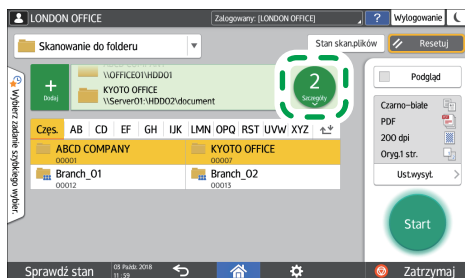 LONDON OFFICE
Zalogowany: [LONDON OFFICE]
?
Wylogowanie
Skanowanie do folderu
Stan skan.plików
Resetuj
Wybierz zadanie szybkiego wybier.
Dodaj
\\OFFICE01\HDD01
KYOTO OFFICE
\\Server01:\HDD02\document
2
Szczegóły
Podgląd
Częs. AB CD EF GH IJK LMN OPQ RST UVW XYZ
ABCD COMPANY
00001
KYOTO OFFICE
00007
Branch_01
00012
Branch_02
00013
Czarno-białe
PDF
200 dpi
Oryg.1 str.
Ust.wysył.
Start
Sprawdź stan
03 Paźdz. 2018
11:59
Zatrzymaj